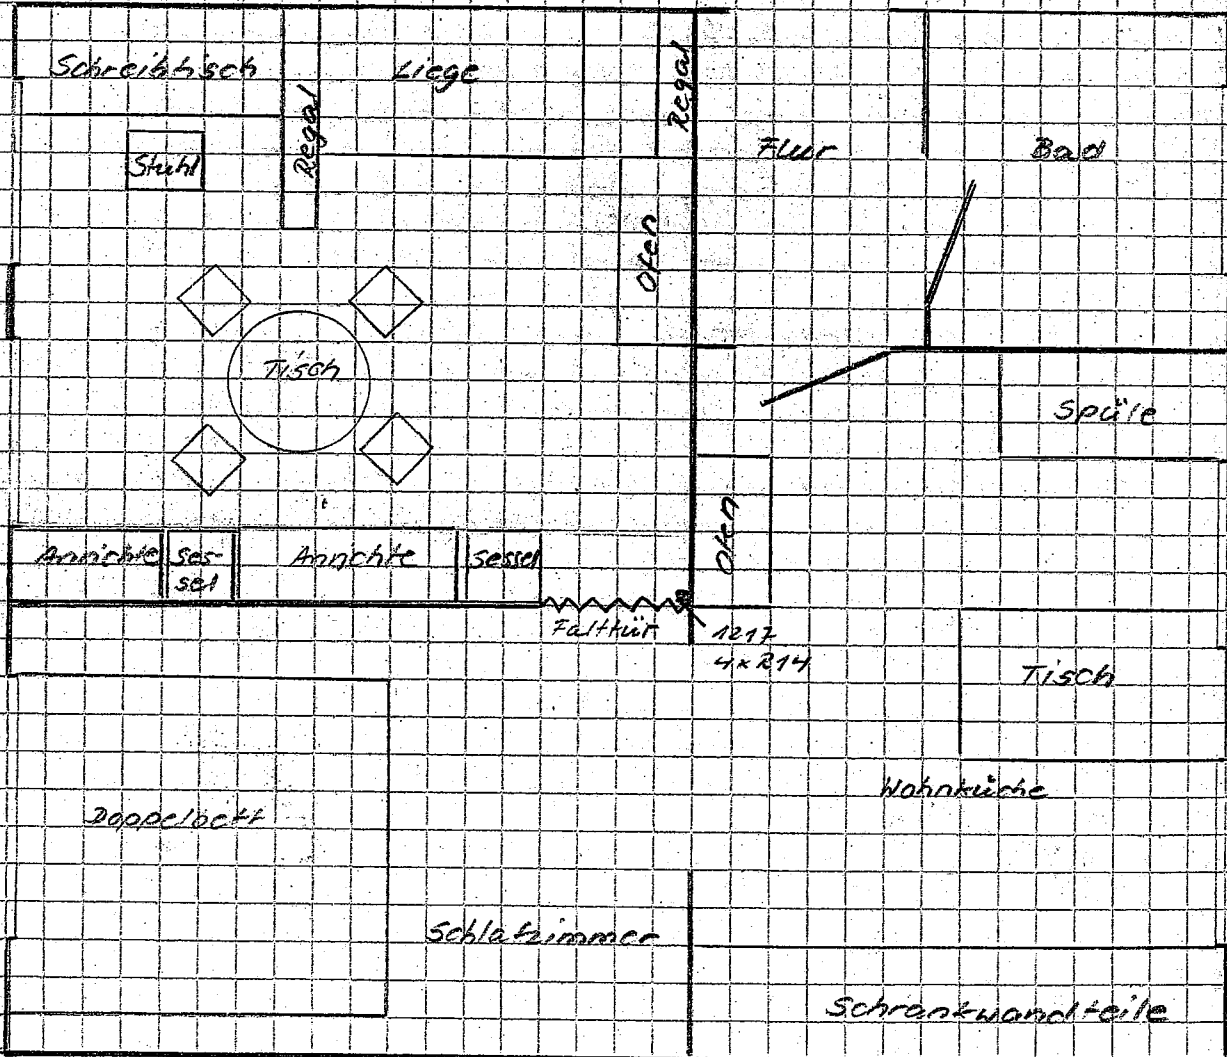 Schreibtisch
Liege
Regal
Regal
Stuhl
Flur
Bad
Ofen
Tisch
Spüle
Ofen
Anrichte
Ses-
sel
Anrichte
Sessel
Falttür
1217
4x R14
Tisch
Wohnküche
Doppelbett
Schlafzimmer
Schrankwandteile